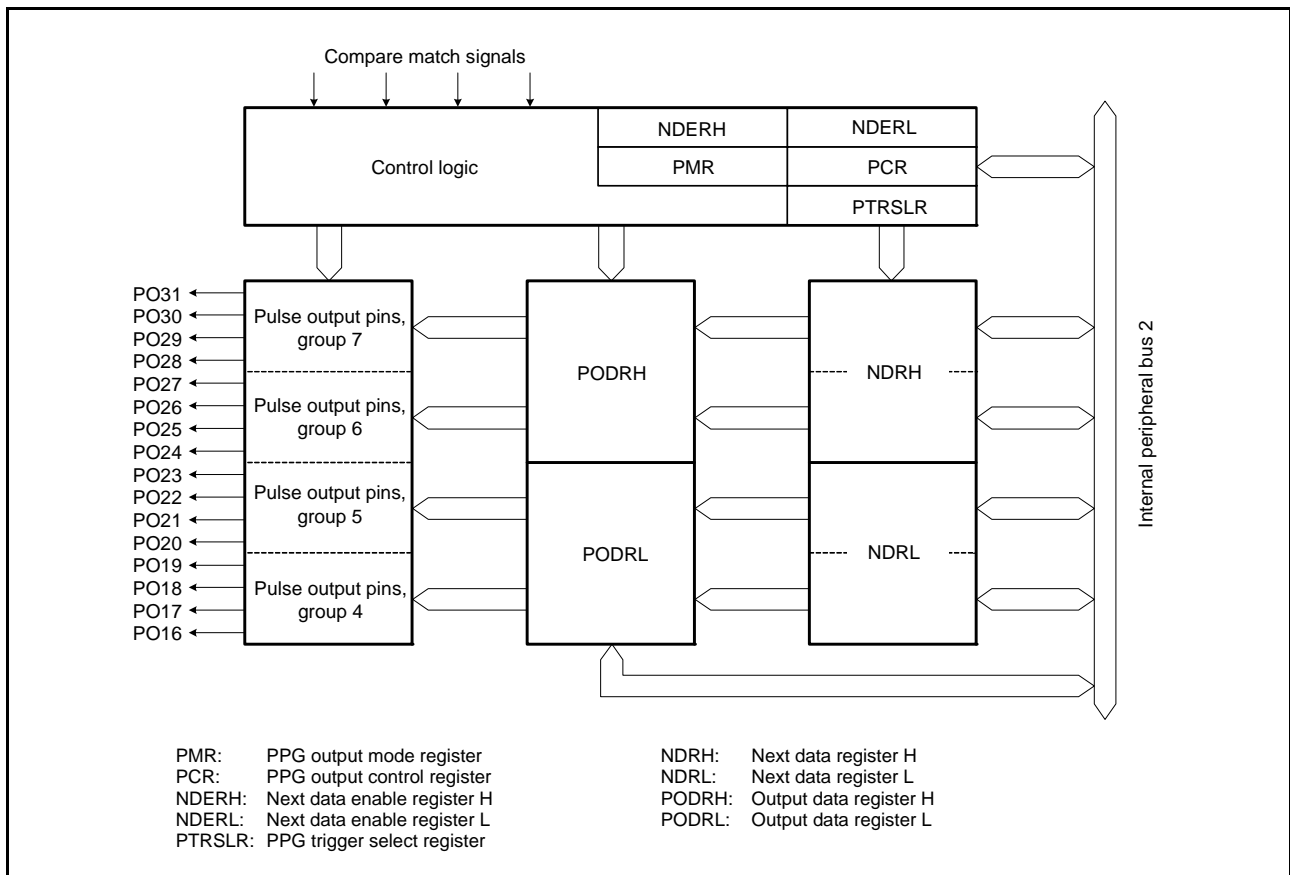 Compare match signals
NDERH
NDERL
Control logic
PMR
PCR
PTRSLR
PO31
PO30
PO29
PO28
PO27
PO26
PO25
PO24
PO23
PO22
PO21
PO20
PO19
PO18
PO17
PO16
Pulse output pins,
group 7
Pulse output pins,
group 6
Pulse output pins,
group 5
Pulse output pins,
group 4
PODRH
PODRL
NDRH
NDRL
Internal peripheral bus 2
PMR: PPG output mode register
PCR: PPG output control register
NDERH: Next data enable register H
NDERL: Next data enable register L
PTRSLR: PPG trigger select register
NDRH: Next data register H
NDRL: Next data register L
PODRH: Output data register H
PODRL: Output data register L